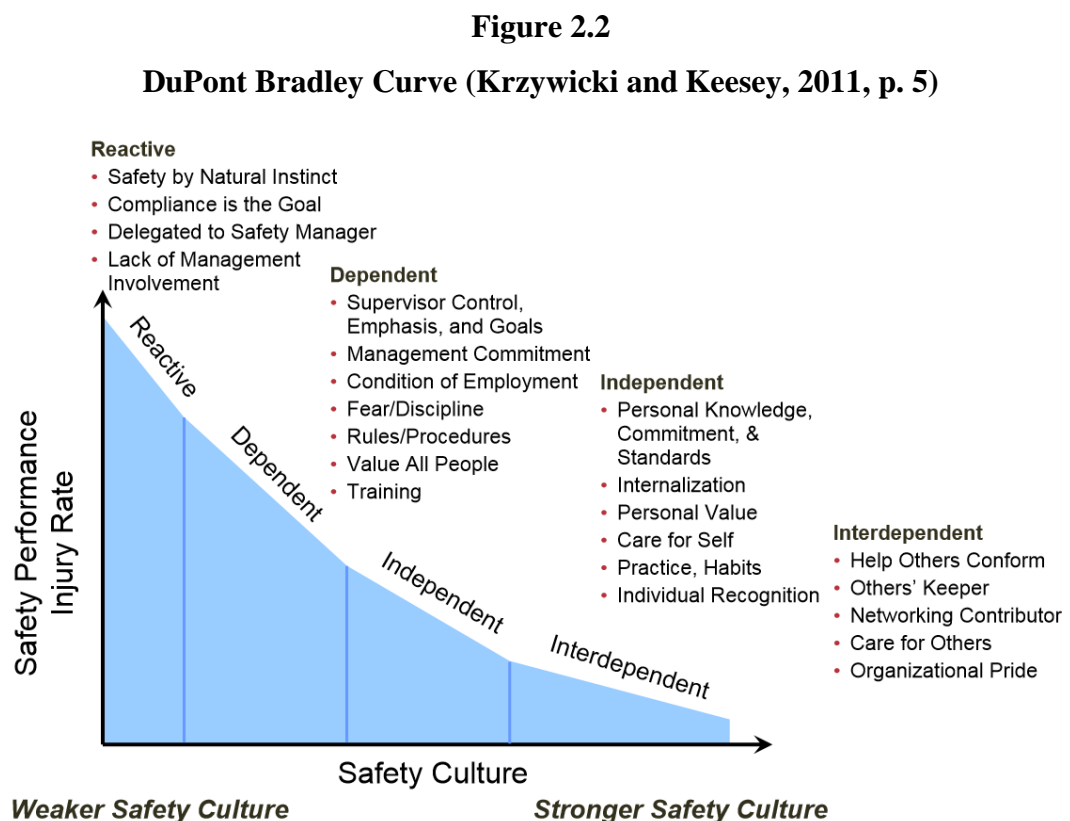 Figure 2.2
DuPont Bradley Curve (Krzywicki and Keesey, 2011, p. 5)
Reactive
• Safety by Natural Instinct
• Compliance is the Goal
• Delegated to Safety Manager
• Lack of Management
Involvement
Dependent
• Supervisor Control,
Emphasis, and Goals
• Management Commitment
• Condition of Employment
• Fear/Discipline
• Rules/Procedures
• Value All People
• Training
Independent
• Personal Knowledge,
Commitment, &
Standards
• Internalization
• Personal Value
• Care for Self
• Practice, Habits
• Individual Recognition
Interdependent
• Help Others Conform
• Others' Keeper
• Networking Contributor
• Care for Others
• Organizational Pride
Reactive
Dependent
Independent
Interdependent
Safety Performance
Injury Rate
Safety Culture
Weaker Safety Culture
Stronger Safety Culture